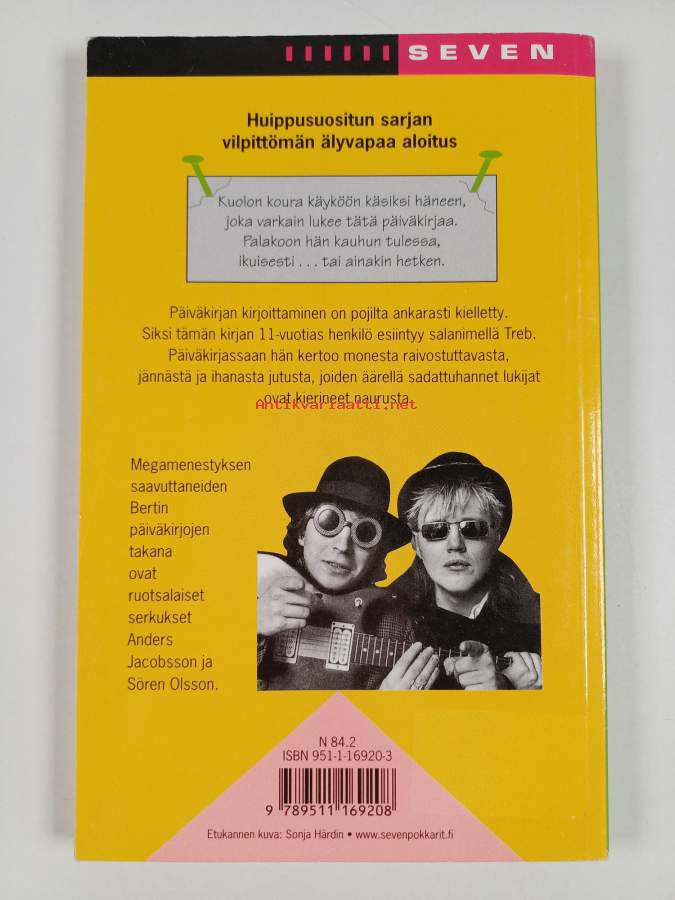 SEVEN
Huippusuositun sarjan
vilpittömän älyvapaa aloitus
Kuolon koura käyköön käsiksi häneen,
joka varkain lukee tätä päiväkirjaa.
Palakoon hän kauhun tulessa,
ikuisesti . . . tai ainakin hetken.
Päiväkirjan kirjoittaminen on pojilta ankarasti kielletty.
Siksi tämän kirjan 11-vuotias henkilö esiintyy salanimellä Treb.
Päiväkirjassaan hän kertoo monesta raivostuttavasta,
jännästä ja ihanasta jutusta, joiden äärellä sadattuhannet lukijat
ovat kierineet naurusta.
Antikvariaatti.net
Megamenestyksen
saavuttaneiden
Bertin
päiväkirjojen
takana
ovat
ruotsalaiset
serkukset
Anders
Jacobsson ja
Sören Olsson.
N 84.2
ISBN 951-1-16920-3
9 789511 169208
Etukannen kuva: Sonja Härdin • www.sevenpokkarit.fi